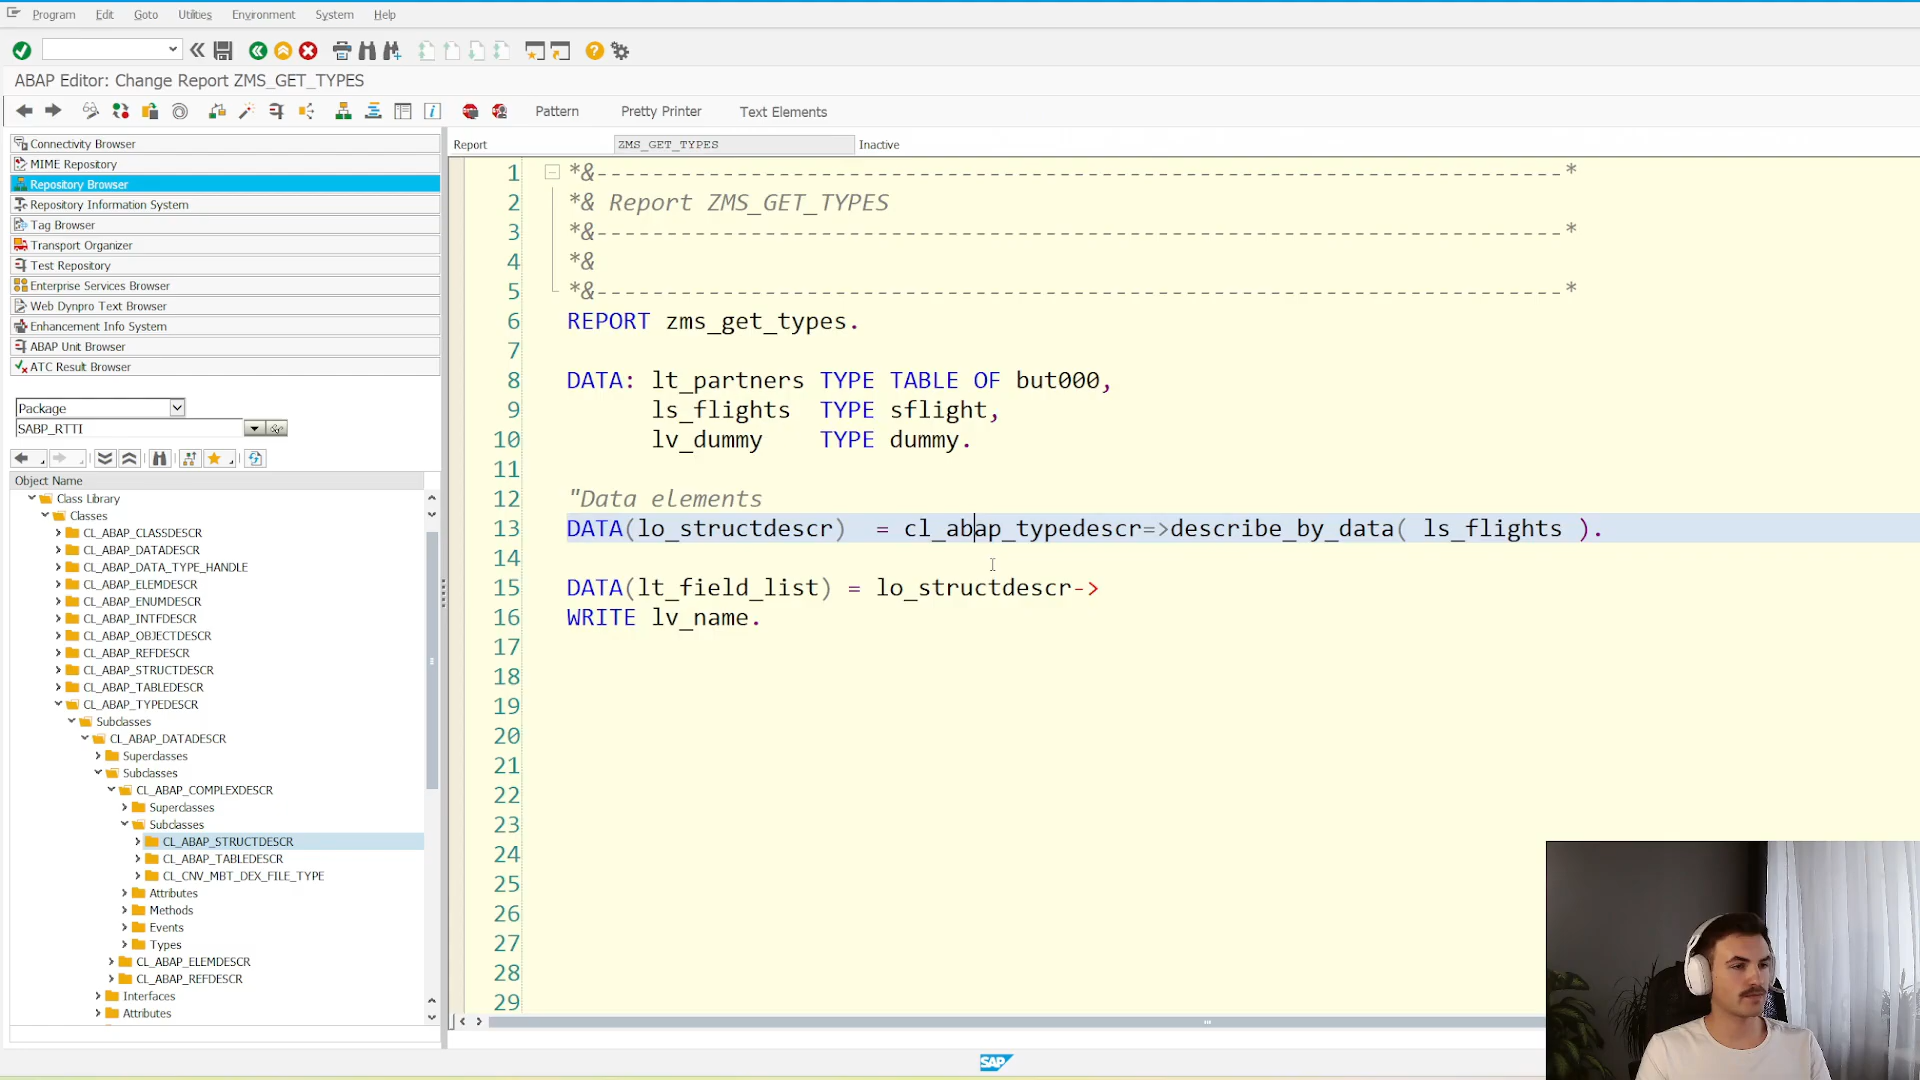 Program Edit Goto Utilities Environment System Help
ABAP Editor: Change Report ZMS_GET_TYPES
Pattern Pretty Printer Text Elements
Connectivity Browser
MIME Repository
Repository Browser
Repository Information System
Tag Browser
Transport Organizer
Test Repository
Enterprise Services Browser
Web Dynpro Text Browser
Enhancement Info System
ABAP Unit Browser
ATC Result Browser
Package
SABP_RTTI
Object Name
Class Library
Classes
CL_ABAP_CLASSDESCR
CL_ABAP_DATADESCR
CL_ABAP_DATA_TYPE_HANDLE
CL_ABAP_ELEMDESCR
CL_ABAP_ENUMDESCR
CL_ABAP_INTFDESCR
CL_ABAP_OBJECTDESCR
CL_ABAP_REFDESCR
CL_ABAP_STRUCTDESCR
CL_ABAP_TABLEDESCR
CL_ABAP_TYPEDESCR
Subclasses
CL_ABAP_DATADESCR
Superclasses
Subclasses
CL_ABAP_COMPLEXDESCR
Superclasses
Subclasses
CL_ABAP_STRUCTDESCR
CL_ABAP_TABLEDESCR
CL_CNV_MBT_DEX_FILE_TYPE
Attributes
Methods
Events
Types
CL_ABAP_ELEMDESCR
CL_ABAP_REFDESCR
Interfaces
Attributes
Report ZMS_GET_TYPES Inactive
1 *&---------------------------------------------------------------------*
2 *& Report ZMS_GET_TYPES
3 *&---------------------------------------------------------------------*
4 *&
5 *&---------------------------------------------------------------------*
6 REPORT zms_get_types.
7
8 DATA: lt_partners TYPE TABLE OF but000,
9 ls_flights TYPE sflight,
10 lv_dummy TYPE dummy.
11
12 "Data elements
13 DATA(lo_structdescr) = cl_abap_typedescr=>describe_by_data( ls_flights ).
14
15 DATA(lt_field_list) = lo_structdescr->
16 WRITE lv_name.
17
18
19
20
21
22
23
24
25
26
27
28
29
SAP